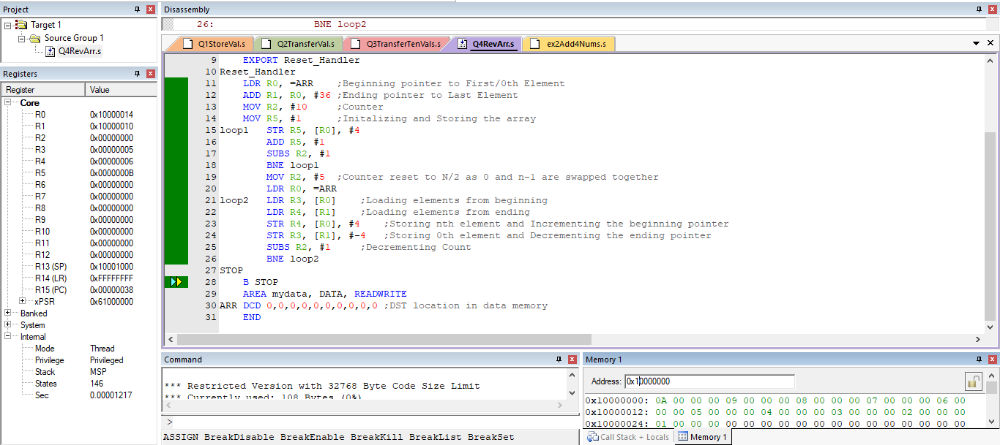 Project
Target 1
Source Group 1
Q4RevArr.s
Registers
Register Value
Core
R0 0x10000014
R1 0x10000010
R2 0x00000000
R3 0x00000005
R4 0x00000006
R5 0x0000000B
R6 0x00000000
R7 0x00000000
R8 0x00000000
R9 0x00000000
R10 0x00000000
R11 0x00000000
R12 0x00000000
R13 (SP) 0x10001000
R14 (LR) 0xFFFFFFFF
R15 (PC) 0x00000038
xPSR 0x61000000
Banked
System
Internal
Mode Thread
Privilege Privileged
Stack MSP
States 146
Sec 0.00001217
Disassembly
26: BNE loop2
Q1StoreVal.s Q2TransferVal.s Q3TransferTenVals.s Q4RevArr.s ex2Add4Nums.s
9 EXPORT Reset_Handler
10 Reset_Handler
11 LDR R0, =ARR ;Beginning pointer to First/0th Element
12 ADD R1, R0, #36 ;Ending pointer to Last Element
13 MOV R2, #10 ;Counter
14 MOV R5, #1 ;Initalizing and Storing the array
15 loop1 STR R5, [R0], #4
16 ADD R5, #1
17 SUBS R2, #1
18 BNE loop1
19 MOV R2, #5 ;Counter reset to N/2 as 0 and n-1 are swapped together
20 LDR R0, =ARR
21 loop2 LDR R3, [R0] ;Loading elements from beginning
22 LDR R4, [R1] ;Loading elements from ending
23 STR R4, [R0], #4 ;Storing nth element and Incrementing the beginning pointer
24 STR R3, [R1], #-4 ;Storing 0th element and Decrementing the ending pointer
25 SUBS R2, #1 ;Decrementing Count
26 BNE loop2
27 STOP
28 B STOP
29 AREA mydata, DATA, READWRITE
30 ARR DCD 0,0,0,0,0,0,0,0,0,0 ;DST location in data memory
31 END
Command
*** Restricted Version with 32768 Byte Code Size Limit
*** Currently used: 108 Bytes (0%)
>
ASSIGN BreakDisable BreakEnable BreakKill BreakList BreakSet
Memory 1
Address: 0x10000000
0x10000000: 0A 00 00 00 09 00 00 00 08 00 00 00 07 00 00 00 06 00
0x10000012: 00 00 05 00 00 00 04 00 00 00 03 00 00 00 02 00 00 00
0x10000024: 01 00 00 00 00 00 00 00 00 00 00 00 00 00 00 00 00 00
Call Stack + Locals Memory 1